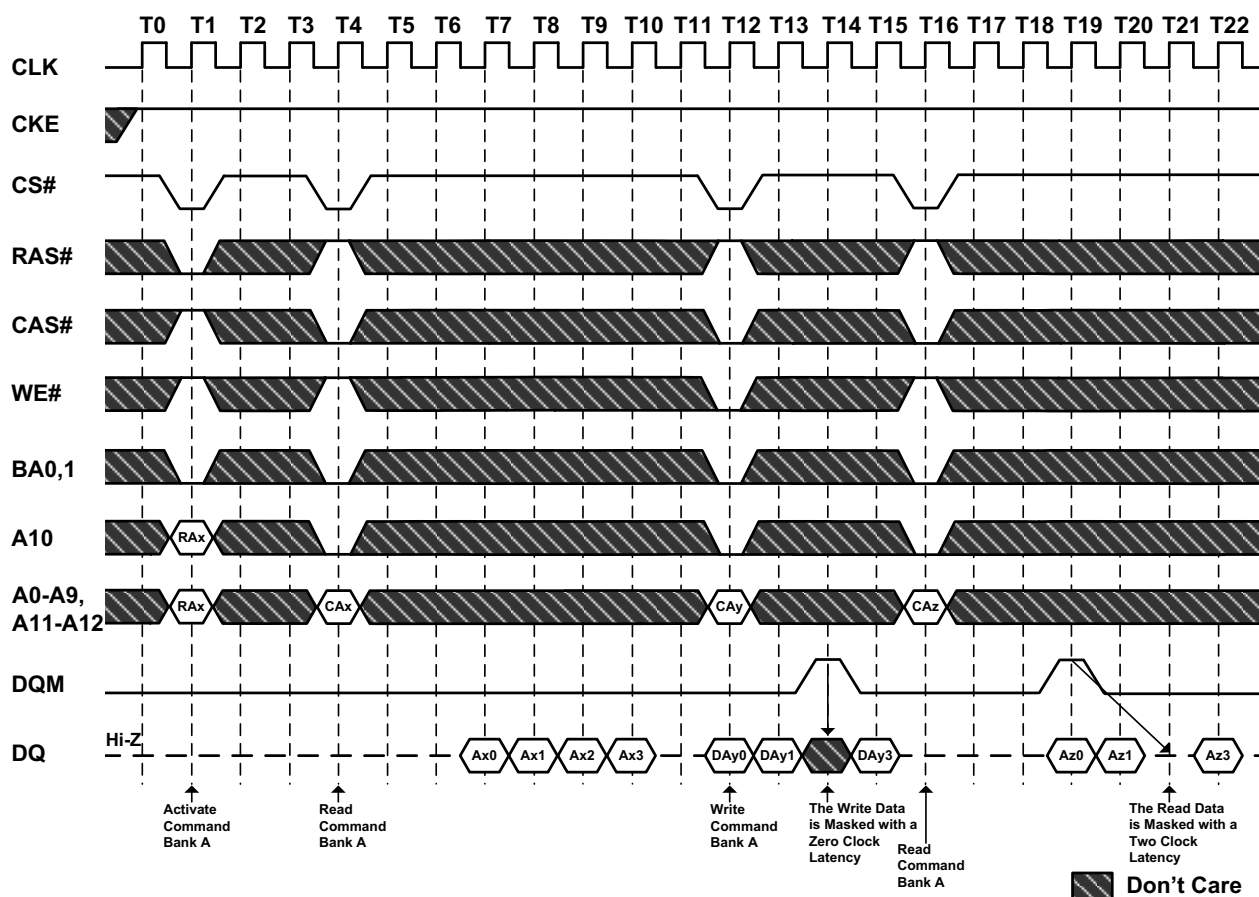 T0 T1 T2 T3 T4 T5 T6 T7 T8 T9 T10 T11 T12 T13 T14 T15 T16 T17 T18 T19 T20 T21 T22
CLK
CKE
CS#
RAS#
CAS#
WE#
BA0,1
A10 RAx
A0-A9,
A11-A12 RAx CAx CAy CAz
DQM
DQ Hi-Z Ax0 Ax1 Ax2 Ax3 DAy0 DAy1 DAy3 Az0 Az1 Az3
Activate
Command
Bank A
Read
Command
Bank A
Write
Command
Bank A
The Write Data
is Masked with a
Zero Clock
Latency
Read
Command
Bank A
The Read Data
is Masked with a
Two Clock
Latency
Don't Care